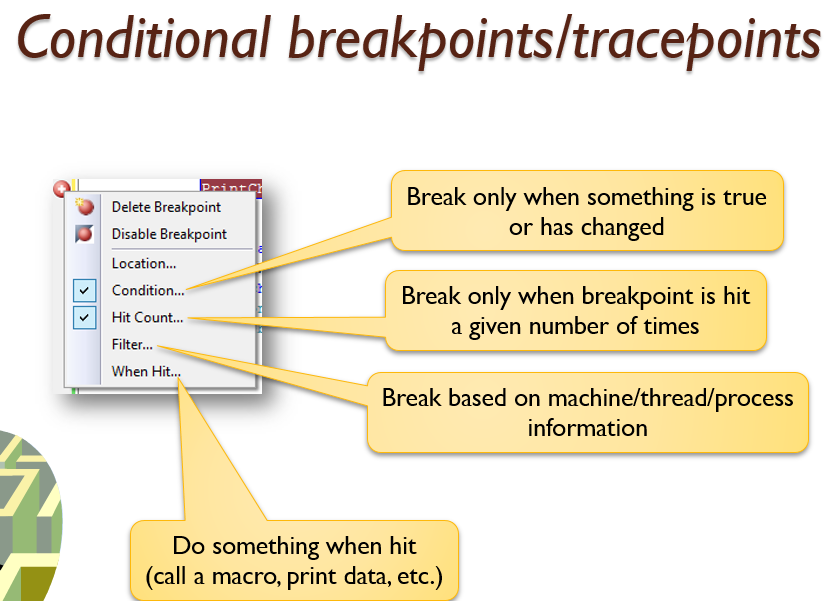 Conditional breakpoints/tracepoints
PrintCh
Delete Breakpoint
Disable Breakpoint
Location...
Condition...
Hit Count...
Filter...
When Hit...
Break only when something is true
or has changed
Break only when breakpoint is hit
a given number of times
Break based on machine/thread/process
information
Do something when hit
(call a macro, print data, etc.)